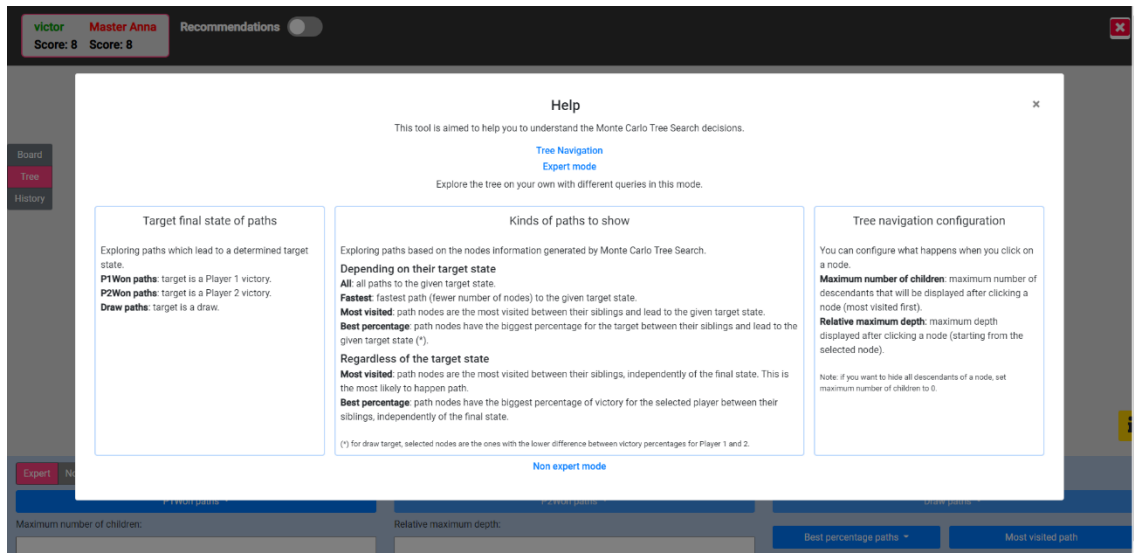 victor Master Anna Recommendations
Score: 8 Score: 8
Help
This tool is aimed to help you to understand the Monte Carlo Tree Search decisions.
Tree Navigation
Expert mode
Explore the tree on your own with different queries in this mode.
Board
Tree
History
Target final state of paths
Exploring paths which lead to a determined target
state.
P1Won paths: target is a Player 1 victory.
P2Won paths: target is a Player 2 victory.
Draw paths: target is a draw.
Kinds of paths to show
Exploring paths based on the nodes information generated by Monte Carlo Tree Search.
Depending on their target state
All: all paths to the given target state.
Fastest: fastest path (fewer number of nodes) to the given target state.
Most visited: path nodes are the most visited between their siblings and lead to the given target state.
Best percentage: path nodes have the biggest percentage for the target between their siblings and lead to the
given target state (*).
Regardless of the target state
Most visited: path nodes are the most visited between their siblings, independently of the final state. This is
the most likely to happen path.
Best percentage: path nodes have the biggest percentage of victory for the selected player between their
siblings, independently of the final state.
(*) for draw target, selected nodes are the ones with the lower difference between victory percentages for Player 1 and 2.
Tree navigation configuration
You can configure what happens when you click on
a node.
Maximum number of children: maximum number of
descendants that will be displayed after clicking a
node (most visited first).
Relative maximum depth: maximum depth
displayed after clicking a node (starting from the
selected node).
Note: if you want to hide all descendants of a node, set
maximum number of children to 0.
Non expert mode
Expert
P1Won paths P2Won paths Draw paths
Maximum number of children: Relative maximum depth:
Best percentage paths Most visited path